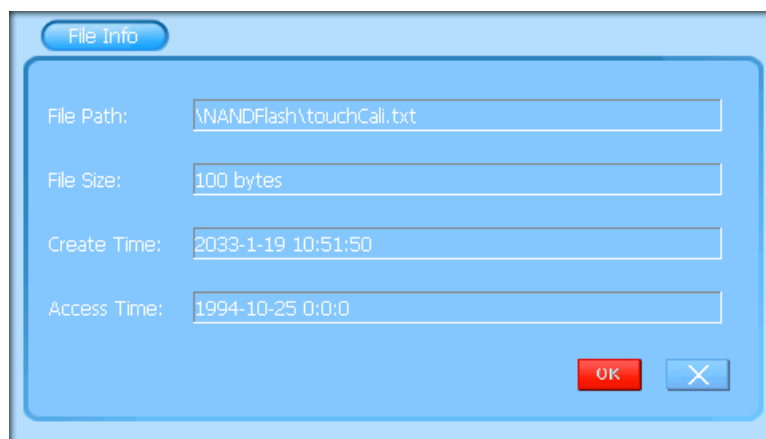 File Info
File Path: \NANDFlash\touchCali.txt
File Size: 100 bytes
Create Time: 2033-1-19 10:51:50
Access Time: 1994-10-25 0:0:0
OK